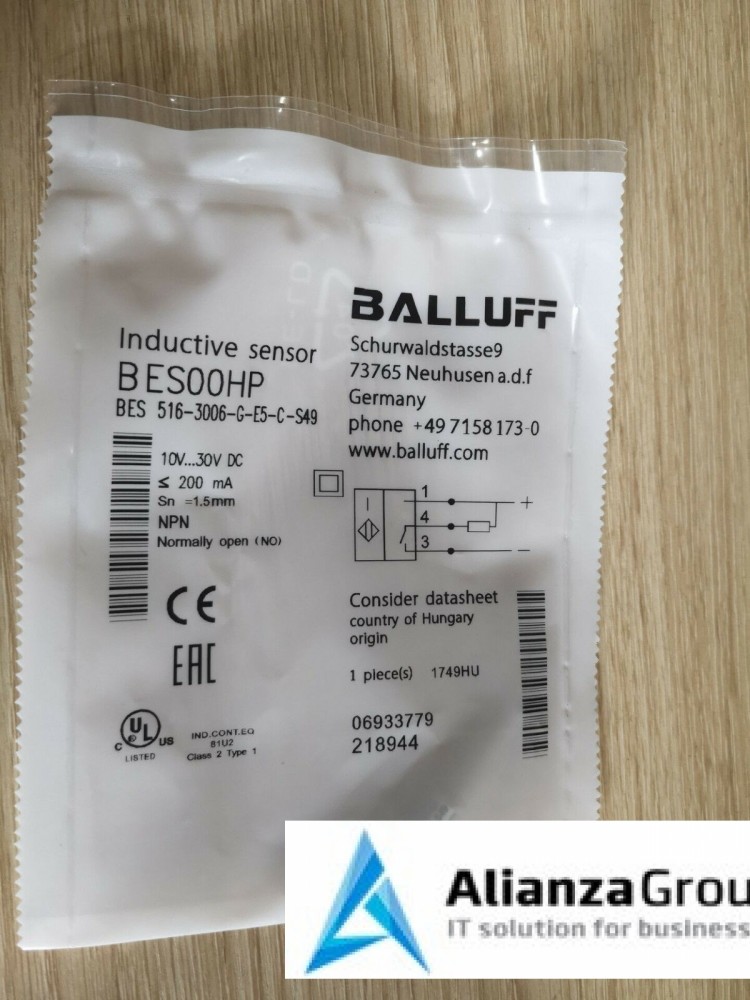 BALLUFF
Schurwaldstasse9
73765 Neuhusen a.d.f
Germany
phone +49 7158 173-0
www.balluff.com
Inductive sensor
BES00HP
BES 516-3006-G-E5-C-S49
10V...30V DC
≤ 200 mA
Sn =1.5mm
NPN
Normally open (NO)
1
+
4
3
−
CE
EAC
Consider datasheet
country of Hungary
origin
1 piece(s) 1749HU
06933779
218944
C UL US
LISTED
IND.CONT.EQ
81U2
Class 2 Type 1
AlianzaGrou
IT solution for business